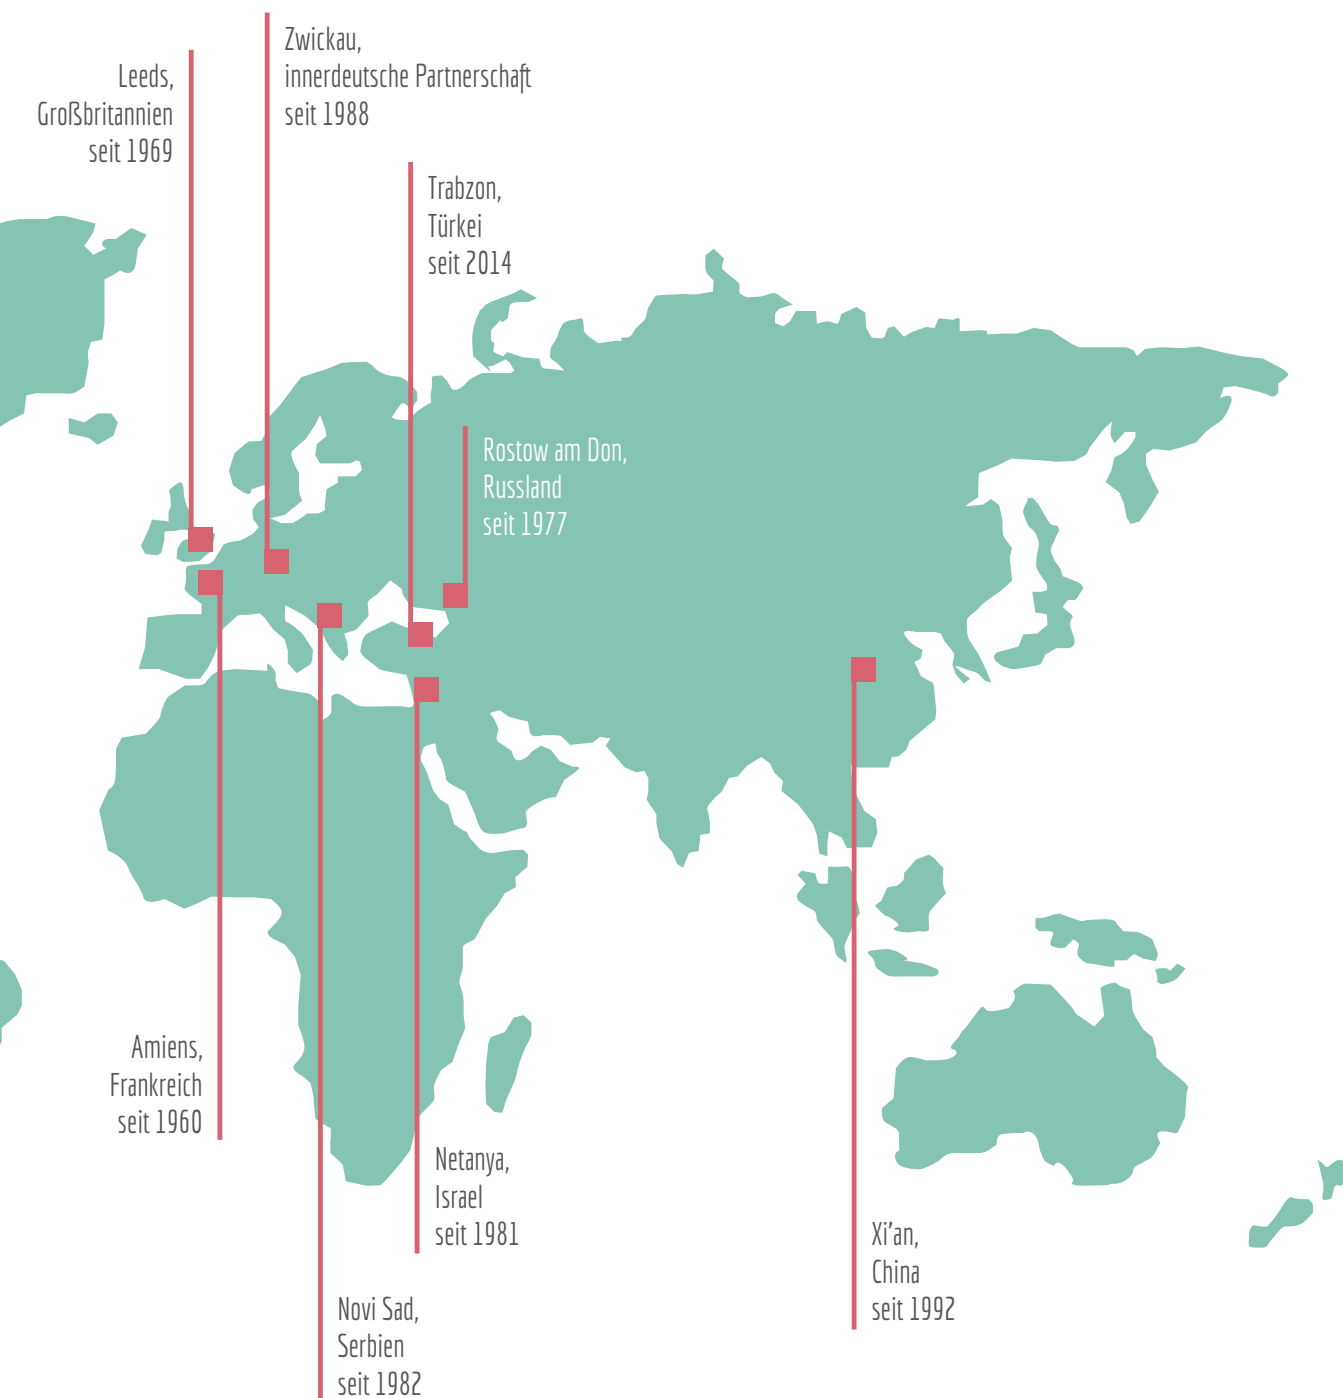 Zwickau,
innerdeutsche Partnerschaft
seit 1988
Leeds,
Großbritannien
seit 1969
Trabzon,
Türkei
seit 2014
Rostow am Don,
Russland
seit 1977
Amiens,
Frankreich
seit 1960
Netanya,
Israel
seit 1981
Xi’an,
China
seit 1992
Novi Sad,
Serbien
seit 1982